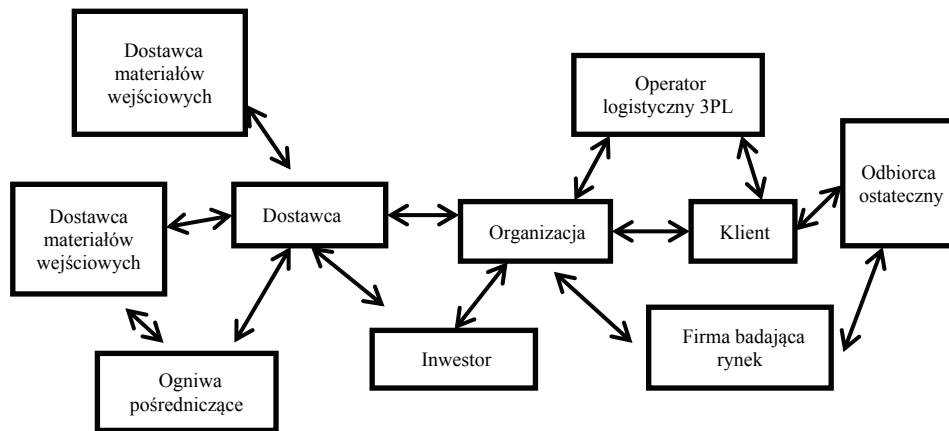 Dostawca
materiałów
wejściowych
Operator
logistyczny 3PL
Odbiorca
ostateczny
Dostawca
materiałów
wejściowych
Dostawca
Organizacja
Klient
Ogniwa
pośredniczące
Inwestor
Firma badająca
rynek